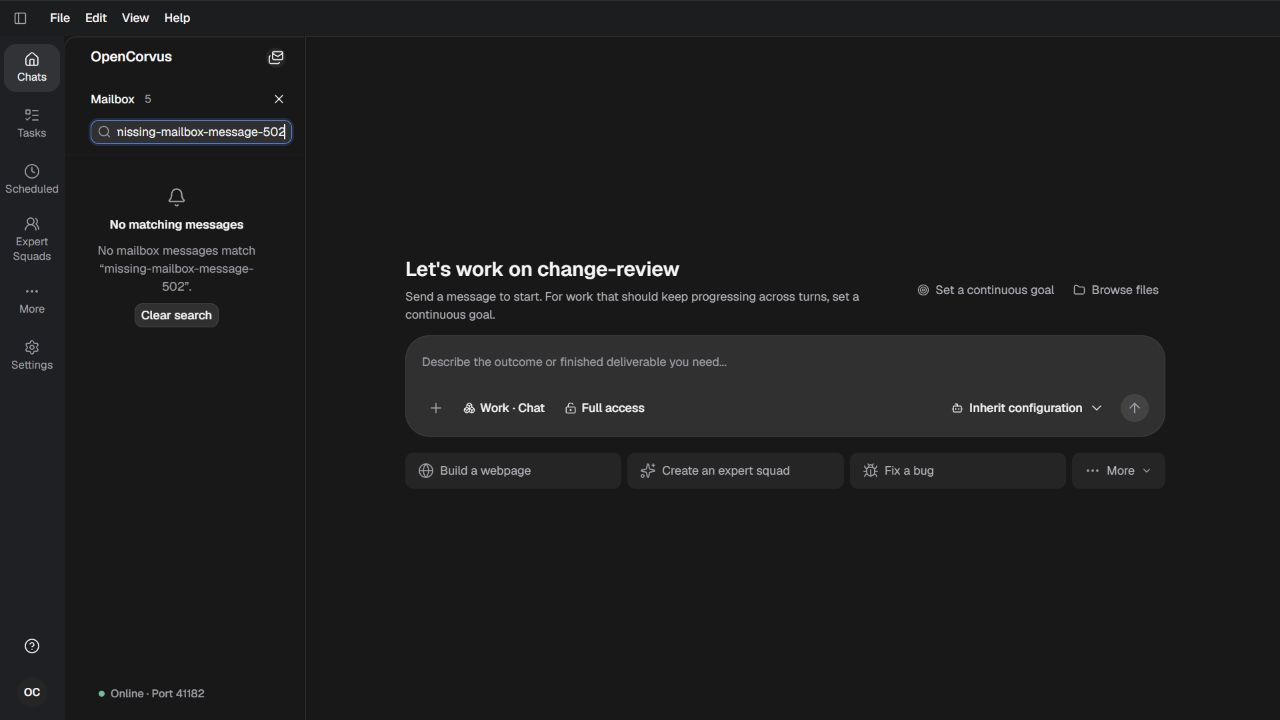 File Edit View Help
Chats
Tasks
Scheduled
Expert
Squads
More
Settings
OC
OpenCorvus
Mailbox 5
missing-mailbox-message-502
No matching messages
No mailbox messages match
“missing-mailbox-message-
502”.
Clear search
Online · Port 41182
Let's work on change-review
Send a message to start. For work that should keep progressing across turns, set a
continuous goal.
Set a continuous goal
Browse files
Describe the outcome or finished deliverable you need...
Work · Chat
Full access
Inherit configuration
Build a webpage
Create an expert squad
Fix a bug
More